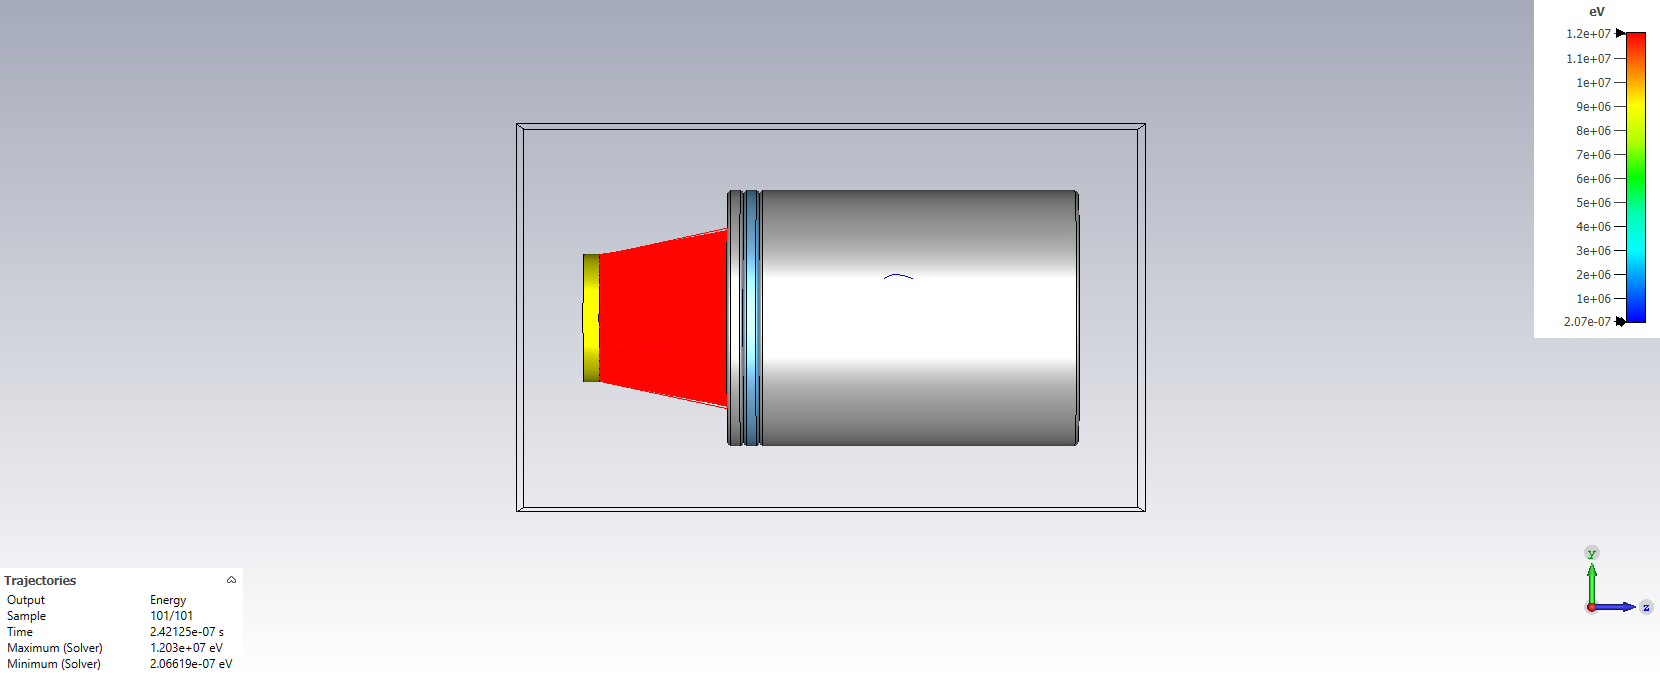 eV
1.2e+07
1.1e+07
1e+07
9e+06
8e+06
7e+06
6e+06
5e+06
4e+06
3e+06
2e+06
1e+06
2.07e-07
y
z
Trajectories
Output Energy
Sample 101/101
Time 2.42125e-07 s
Maximum (Solver) 1.203e+07 eV
Minimum (Solver) 2.06619e-07 eV